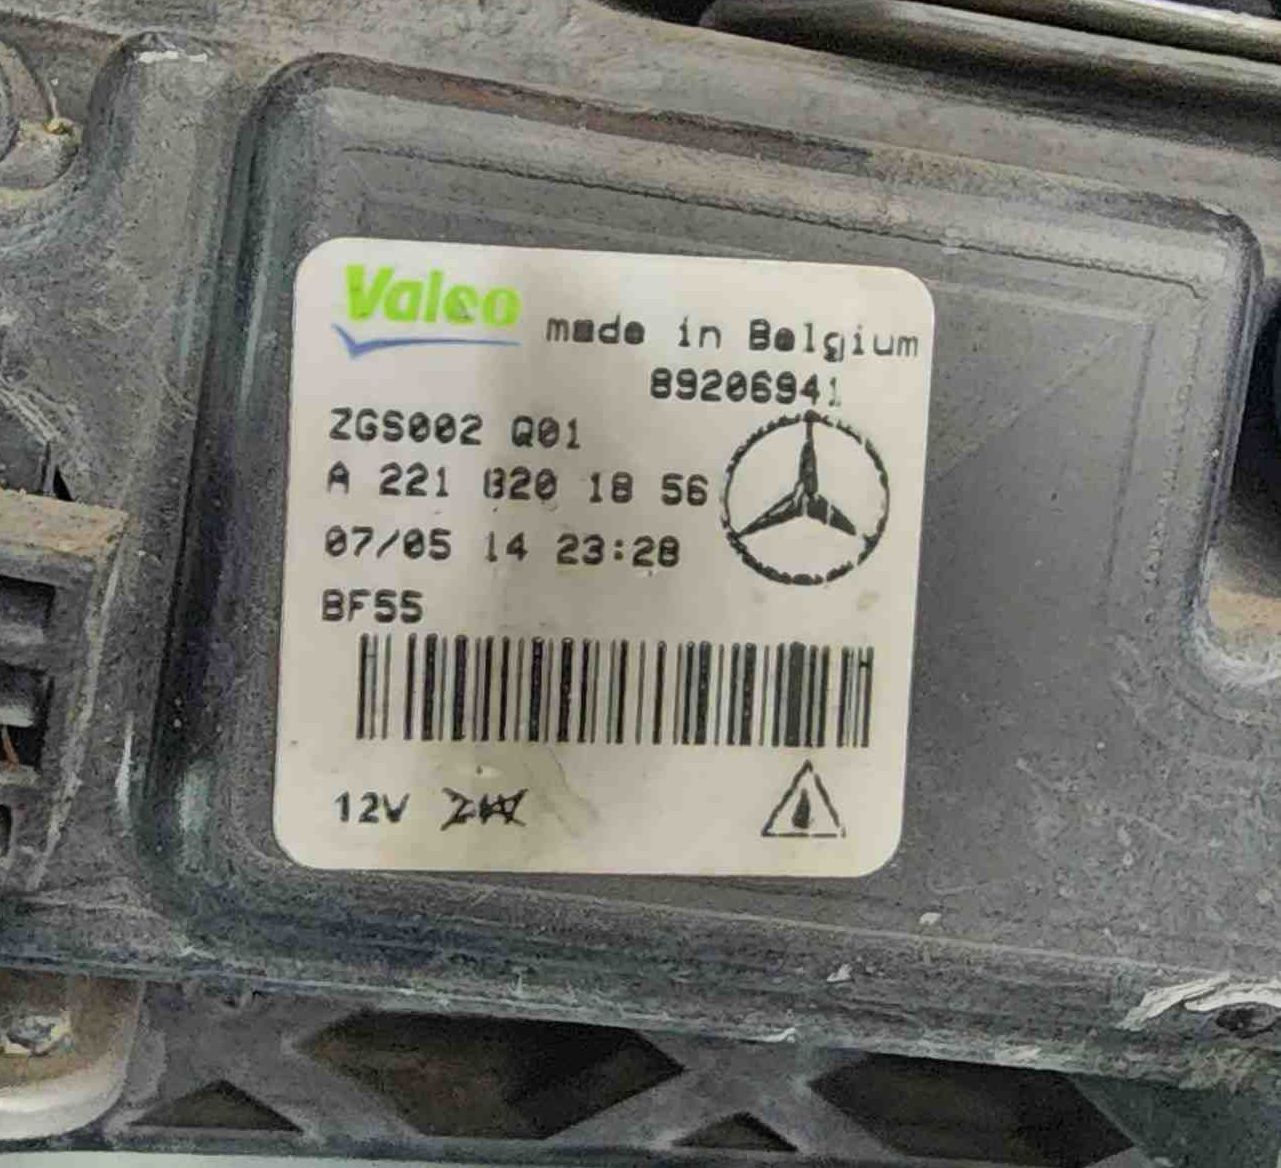 Valeo
made in Belgium
89206941
ZGS002 Q01
A 221 820 18 56
07/05 14 23:28
BF55
12V